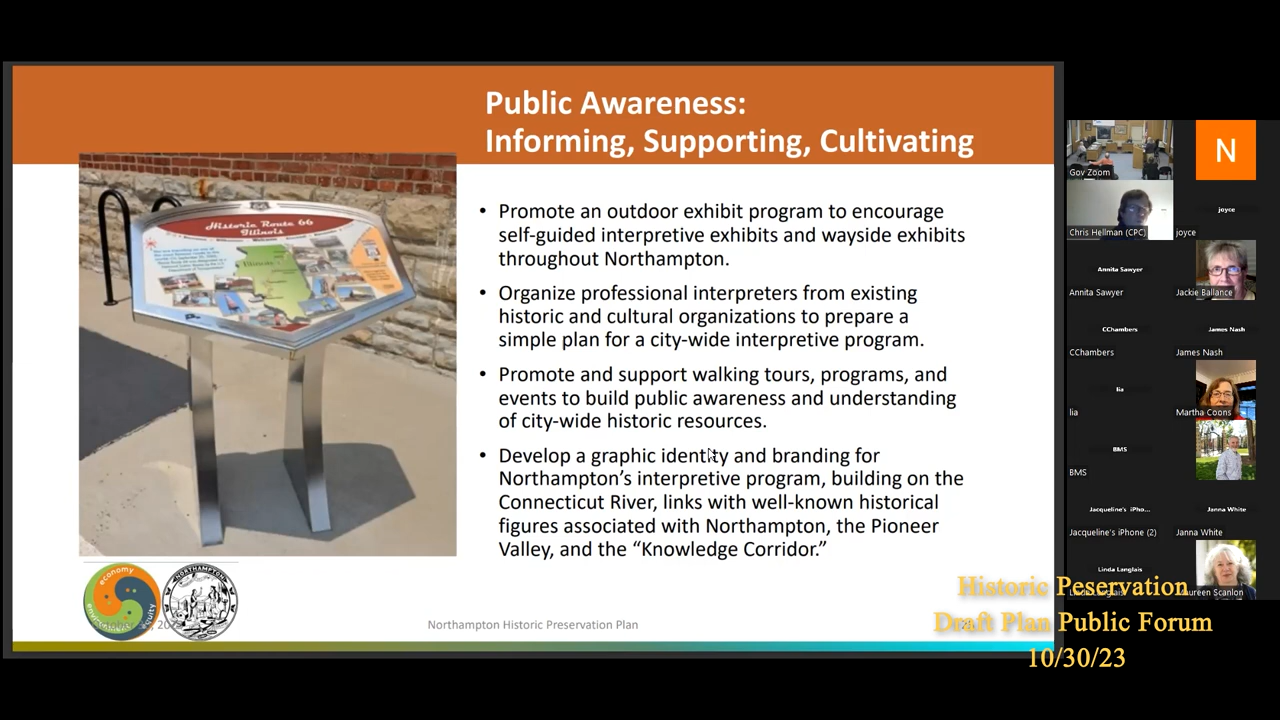 Public Awareness:
Informing, Supporting, Cultivating
Historic Route 66
Illinois
Illinois
• Promote an outdoor exhibit program to encourage
self-guided interpretive exhibits and wayside exhibits
throughout Northampton.
• Organize professional interpreters from existing
historic and cultural organizations to prepare a
simple plan for a city-wide interpretive program.
• Promote and support walking tours, programs, and
events to build public awareness and understanding
of city-wide historic resources.
• Develop a graphic identity and branding for
Northampton’s interpretive program, building on the
Connecticut River, links with well-known historical
figures associated with Northampton, the Pioneer
Valley, and the “Knowledge Corridor.”
economy
equity
NORTHAMPTON
Northampton Historic Preservation Plan
Gov Zoom
N
Chris Hellman (CPC)
joyce
joyce
Annita Sawyer
Annita Sawyer
Jackie Ballance
CChambers
CChambers
James Nash
James Nash
lia
lia
Martha Coons
BMS
BMS
Jacqueline's iPho...
Jacqueline's iPhone (2)
Janna White
Janna White
Linda Langlais
Linda Langlais
Maureen Scanlon
Historic Peservation
Draft Plan Public Forum
10/30/23